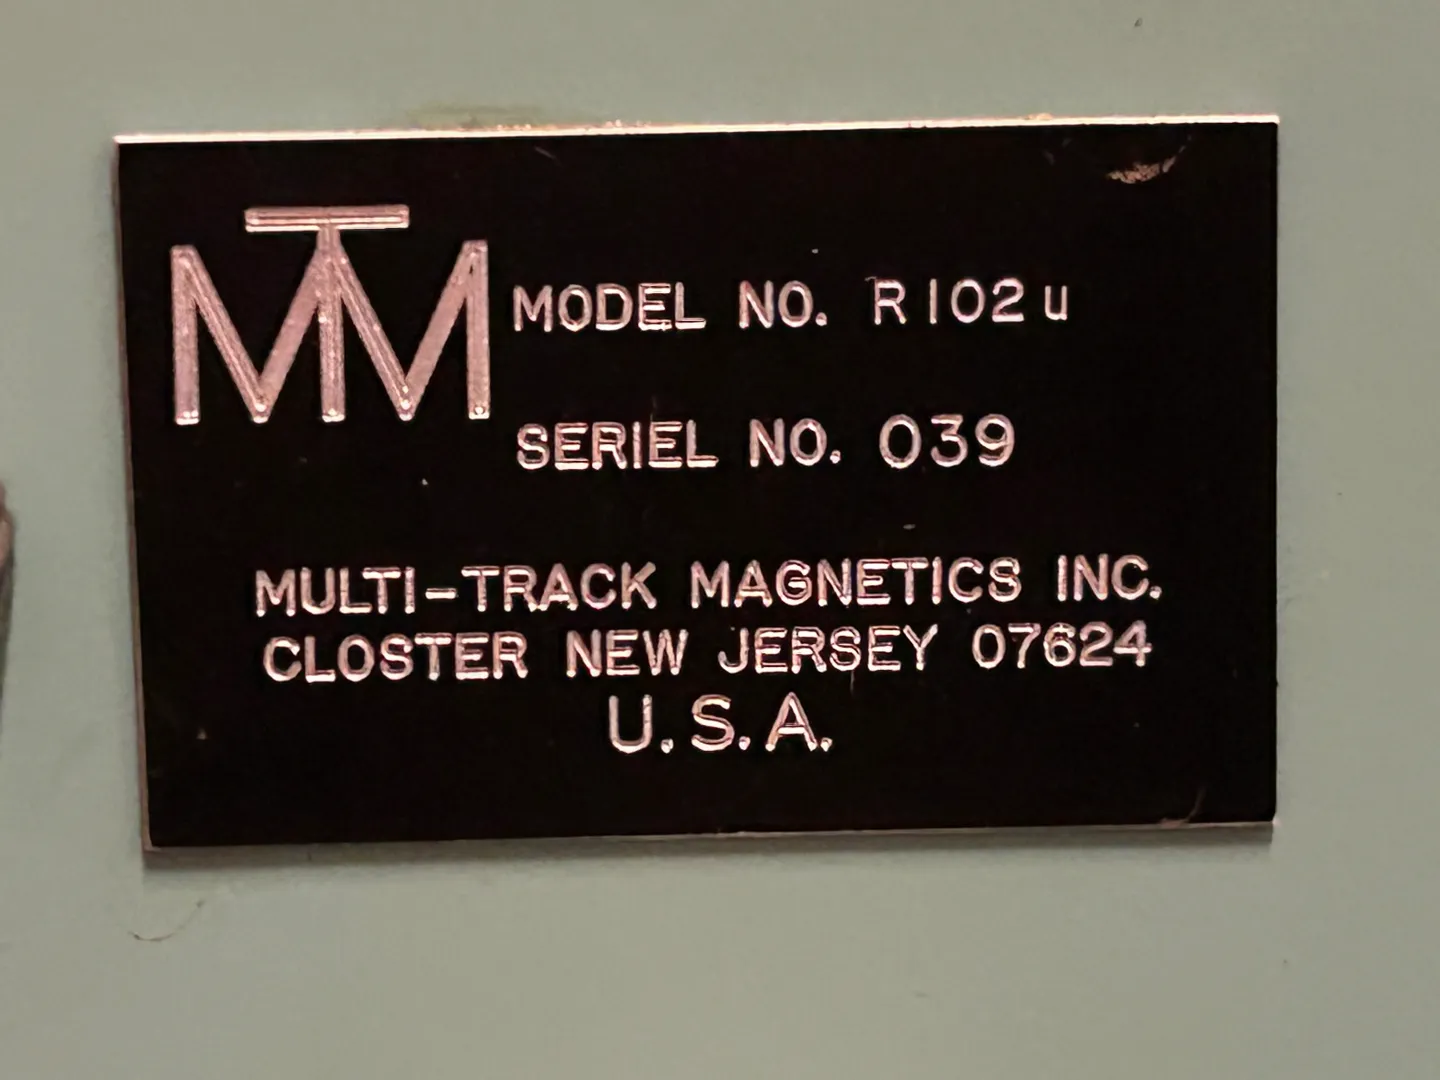 MTM
MODEL NO. R102u
SERIEL NO. 039
MULTI-TRACK MAGNETICS INC.
CLOSTER NEW JERSEY 07624
U.S.A.